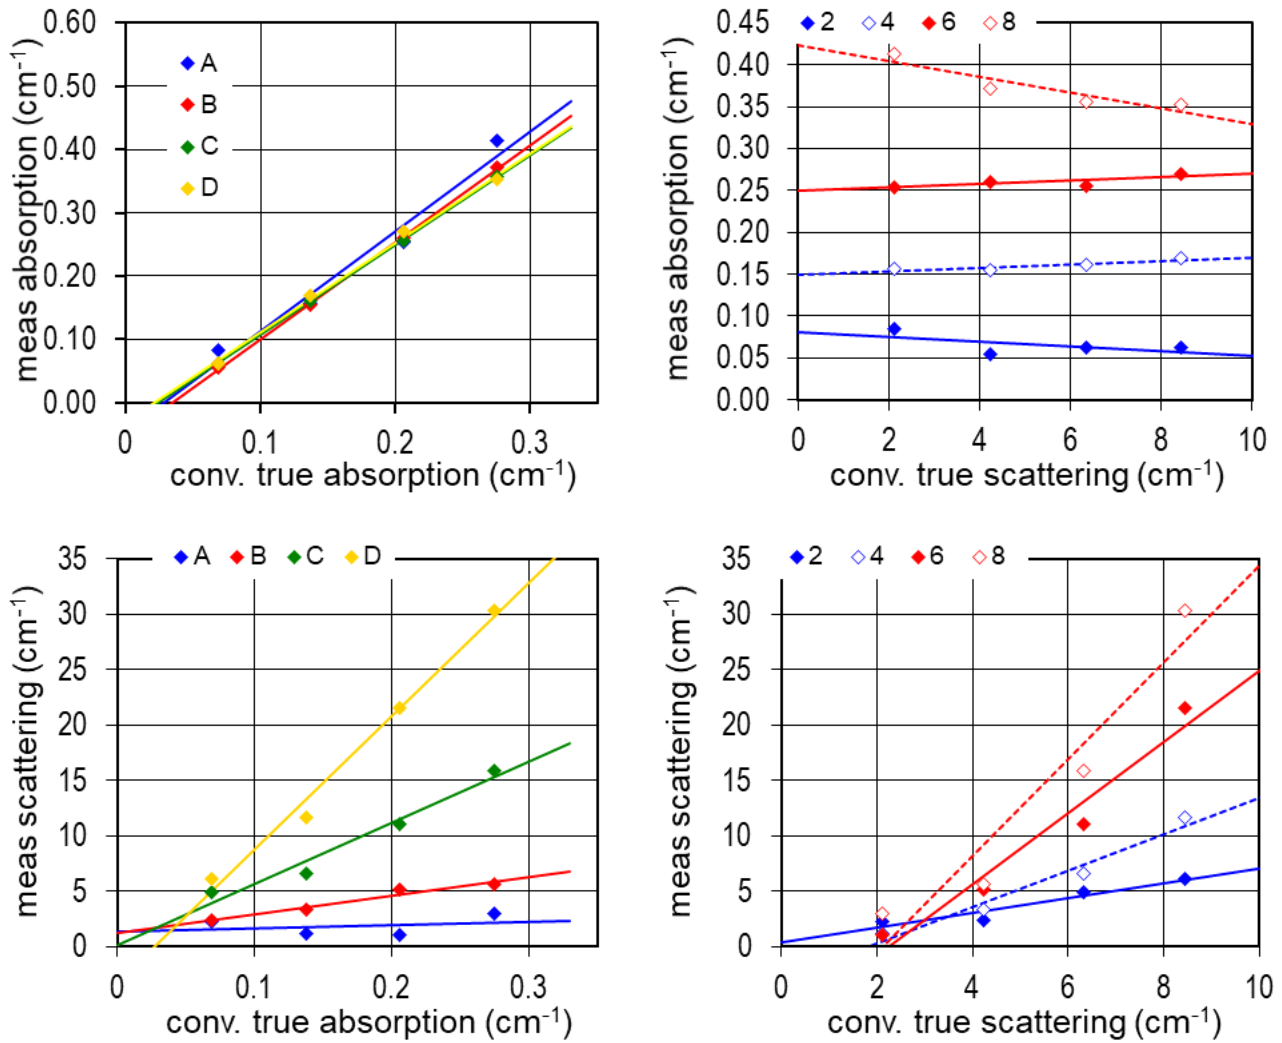 meas absorption (cm-1)
0.60
0.50
0.40
0.30
0.20
0.10
0.00
A
B
C
D
0 0.1 0.2 0.3
conv. true absorption (cm-1)
meas absorption (cm-1)
2 4 6 8
0.45
0.40
0.35
0.30
0.25
0.20
0.15
0.10
0.05
0.00
0 2 4 6 8 10
conv. true scattering (cm-1)
meas scattering (cm-1)
A B C D
35
30
25
20
15
10
5
0
0 0.1 0.2 0.3
conv. true absorption (cm-1)
meas scattering (cm-1)
2 4 6 8
35
30
25
20
15
10
5
0
0 2 4 6 8 10
conv. true scattering (cm-1)